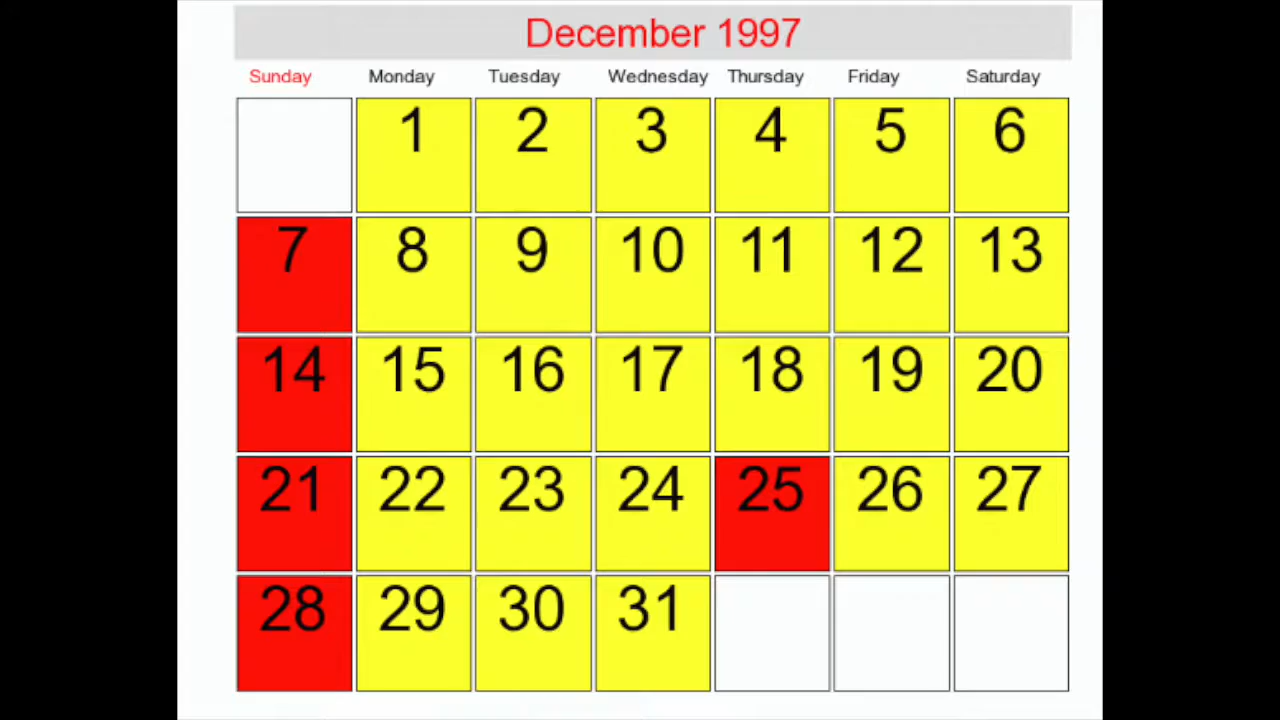 December 1997
Sunday Monday Tuesday Wednesday Thursday Friday Saturday
1 2 3 4 5 6
7 8 9 10 11 12 13
14 15 16 17 18 19 20
21 22 23 24 25 26 27
28 29 30 31